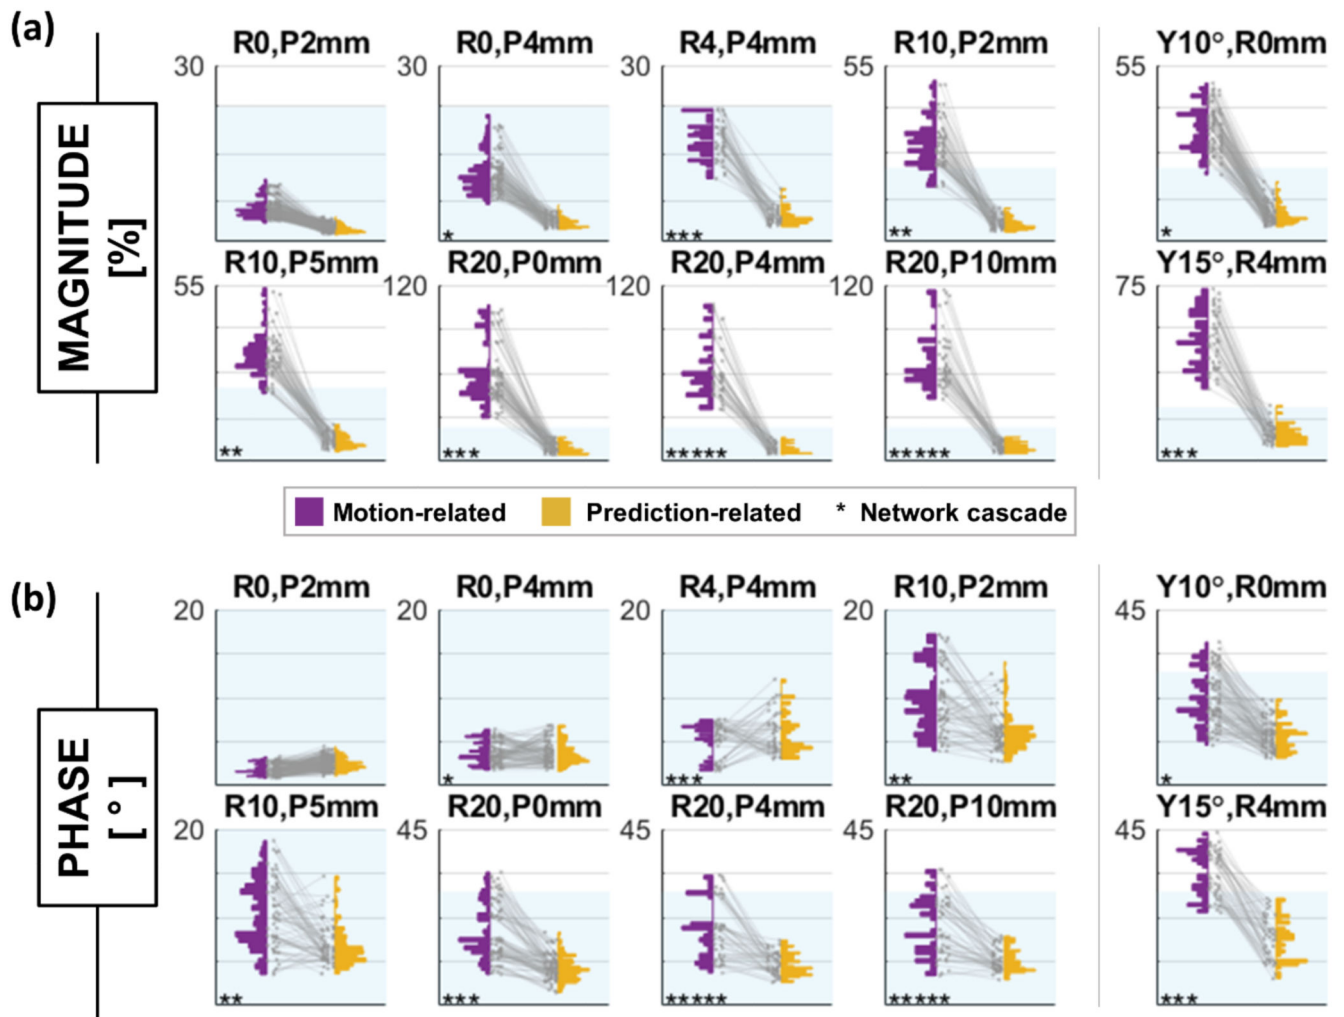 (a)
MAGNITUDE
[%]
R0,P2mm
R0,P4mm
R4,P4mm
R10,P2mm
Y10°,R0mm
30
30
30
55
55
*
***
**
*
R10,P5mm
R20,P0mm
R20,P4mm
R20,P10mm
Y15°,R4mm
55
120
120
120
75
**
***
*****
*****
***
Motion-related
Prediction-related
* Network cascade
(b)
PHASE
[ ° ]
R0,P2mm
R0,P4mm
R4,P4mm
R10,P2mm
Y10°,R0mm
20
20
20
20
45
*
***
**
*
R10,P5mm
R20,P0mm
R20,P4mm
R20,P10mm
Y15°,R4mm
20
45
45
45
45
**
***
*****
*****
***